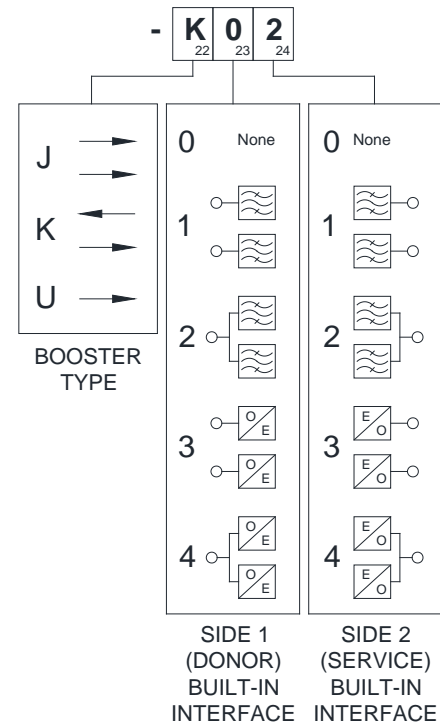 - K 0 2
22 23 24
J
K
U
BOOSTER
TYPE
0 None
1
2
3
O/E
O/E
4
O/E
O/E
SIDE 1
(DONOR)
BUILT-IN
INTERFACE
0 None
1
2
3
E/O
E/O
4
E/O
E/O
SIDE 2
(SERVICE)
BUILT-IN
INTERFACE